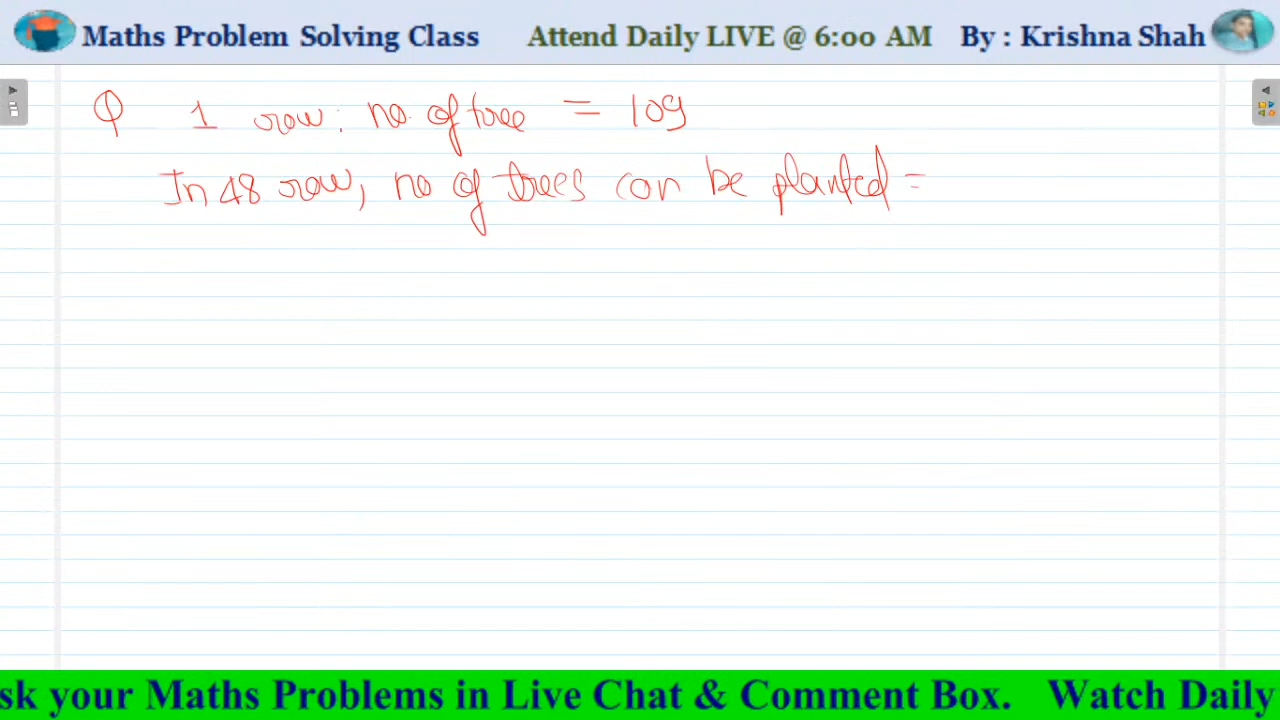 Maths Problem Solving Class Attend Daily LIVE @ 6:00 AM By : Krishna Shah
Q 1 row: no. of tree = 109
In 48 row, no of trees can be planted =
sk your Maths Problems in Live Chat & Comment Box. Watch Daily